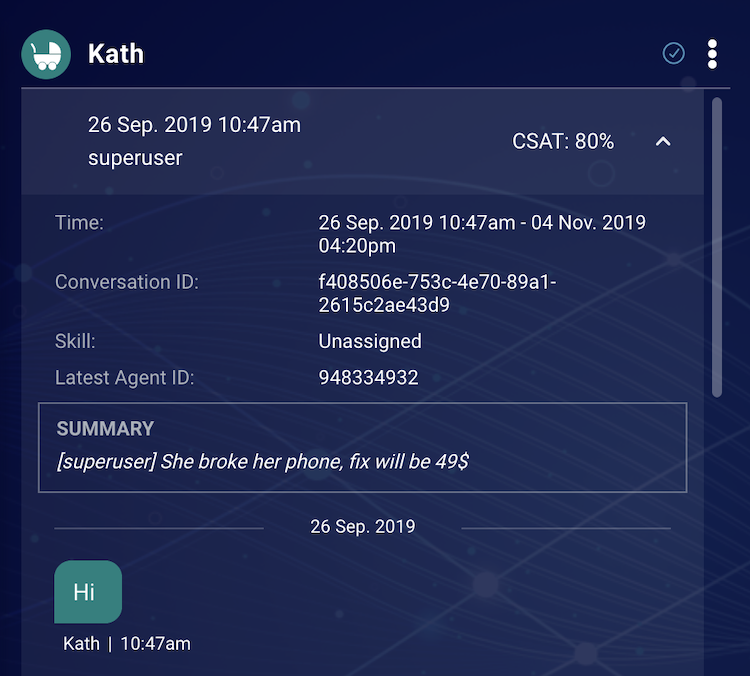 Kath
26 Sep. 2019 10:47am
superuser
CSAT: 80%
Time:
26 Sep. 2019 10:47am - 04 Nov. 2019
04:20pm
Conversation ID:
f408506e-753c-4e70-89a1-
2615c2ae43d9
Skill:
Unassigned
Latest Agent ID:
948334932
SUMMARY
[superuser] She broke her phone, fix will be 49$
26 Sep. 2019
Hi
Kath | 10:47am